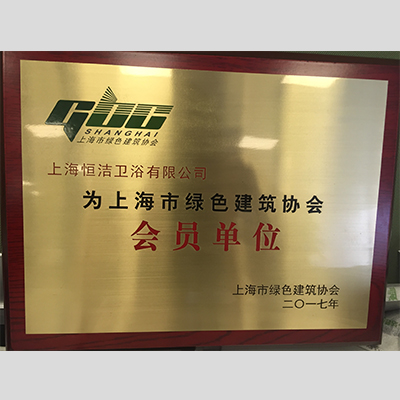 GBC
SHANGHAI
上海市绿色建筑协会
上海恒洁卫浴有限公司
为上海市绿色建筑协会
会员单位
上海市绿色建筑协会
二〇一七年